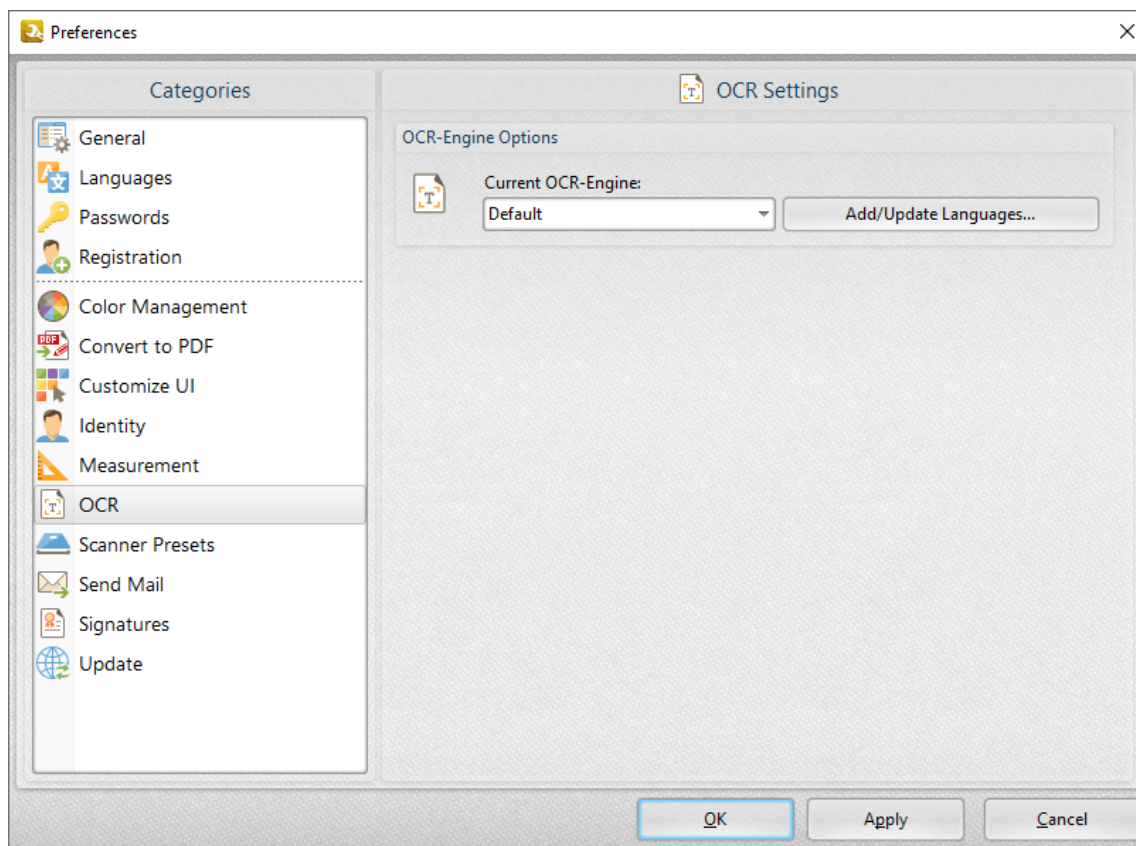 Preferences
Categories
General
Languages
Passwords
Registration
Color Management
Convert to PDF
Customize UI
Identity
Measurement
OCR
Scanner Presets
Send Mail
Signatures
Update
OCR Settings
OCR-Engine Options
Current OCR-Engine:
Default Add/Update Languages...
OK Apply Cancel